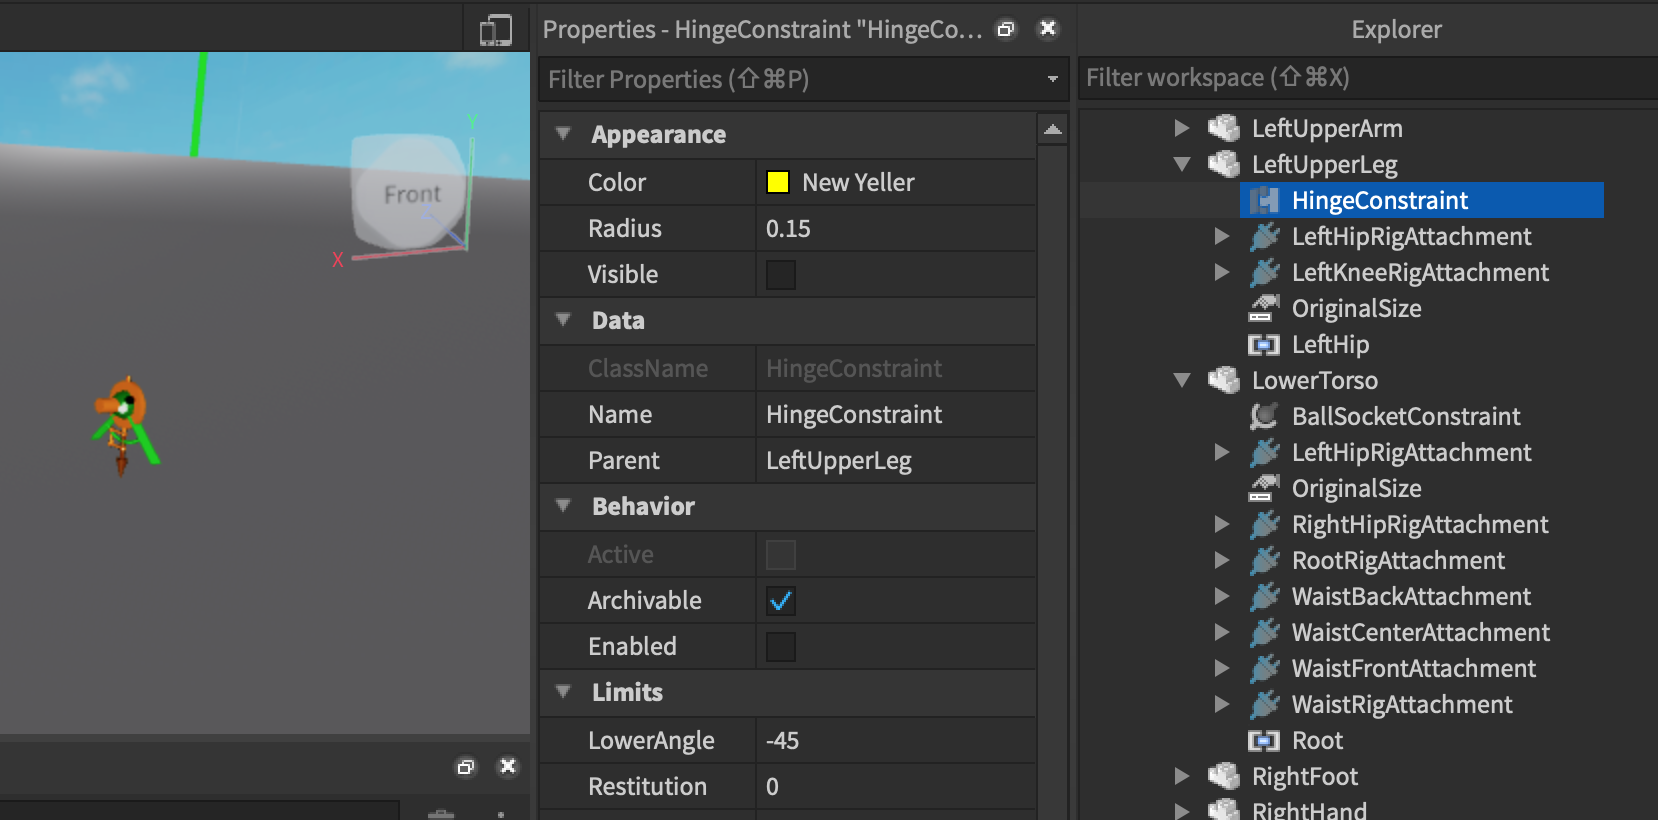 Properties - HingeConstraint "HingeCo...
Filter Properties (⇧⌘P)
Appearance
Color New Yeller
Radius 0.15
Visible
Data
ClassName HingeConstraint
Name HingeConstraint
Parent LeftUpperLeg
Behavior
Active
Archivable
Enabled
Limits
LowerAngle -45
Restitution 0
Explorer
Filter workspace (⇧⌘X)
LeftUpperArm
LeftUpperLeg
HingeConstraint
LeftHipRigAttachment
LeftKneeRigAttachment
OriginalSize
LeftHip
LowerTorso
BallSocketConstraint
LeftHipRigAttachment
OriginalSize
RightHipRigAttachment
RootRigAttachment
WaistBackAttachment
WaistCenterAttachment
WaistFrontAttachment
WaistRigAttachment
Root
RightFoot
RightHand
Y
Front
Z
X